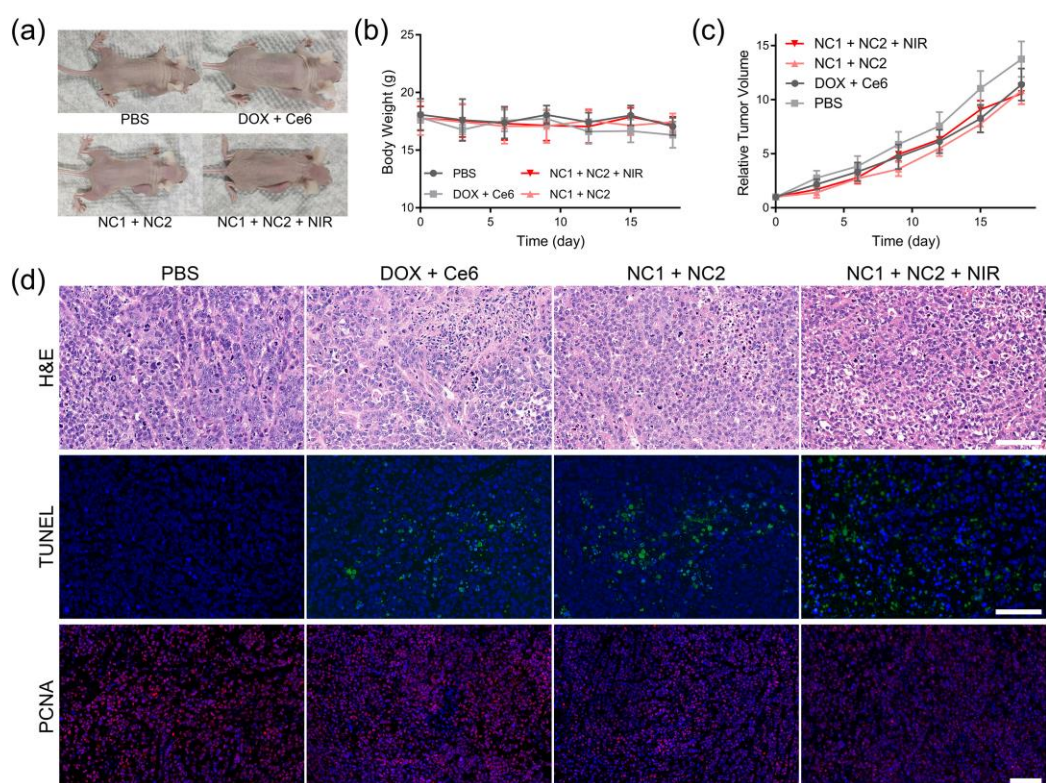 (a)
PBS
DOX + Ce6
NC1 + NC2
NC1 + NC2 + NIR
(b)
Body Weight (g)
25
20
15
10
0
5
10
15
Time (day)
PBS
NC1 + NC2 + NIR
DOX + Ce6
NC1 + NC2
(c)
Relative Tumor Volume
15
10
5
0
0
5
10
15
Time (day)
NC1 + NC2 + NIR
NC1 + NC2
DOX + Ce6
PBS
(d)
PBS
DOX + Ce6
NC1 + NC2
NC1 + NC2 + NIR
H&E
TUNEL
PCNA